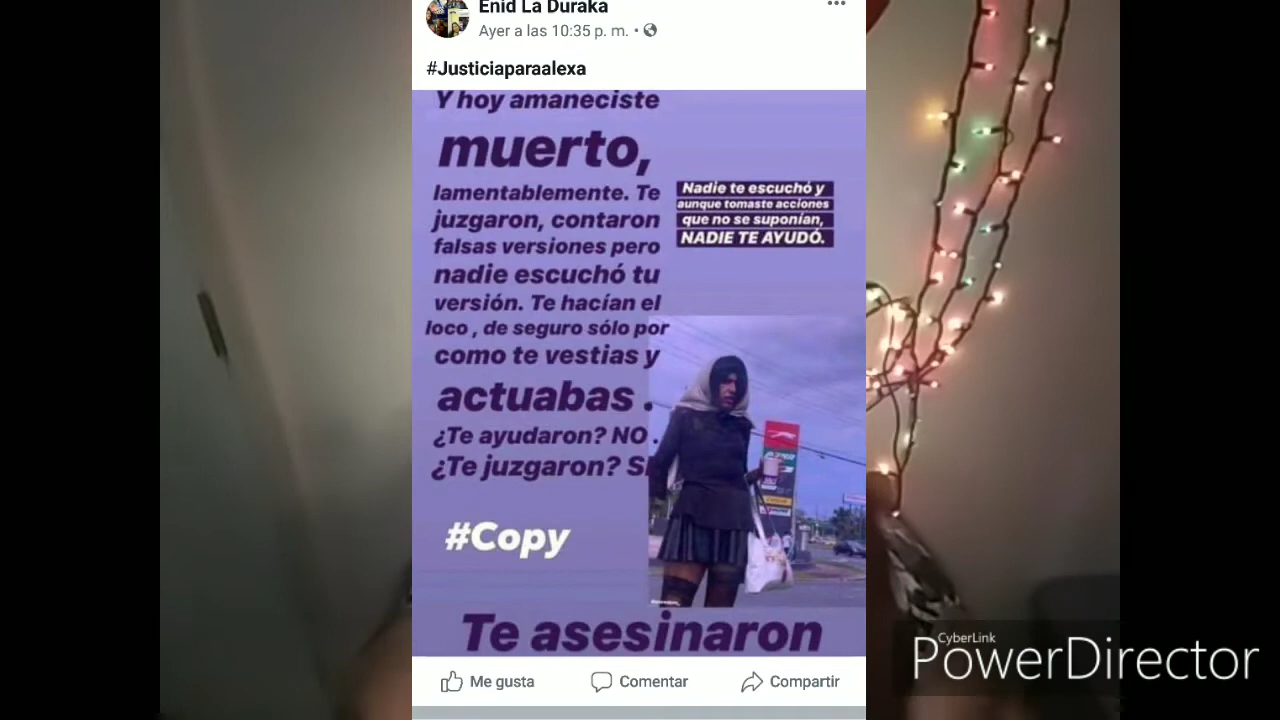 Enid La Duraka
Ayer a las 10:35 p. m.
#Justiciaparaalexa
Y hoy amaneciste
muerto,
lamentablemente. Te
juzgaron, contaron
falsas versiones pero
nadie escuchó tu
versión. Te hacían el
loco , de seguro sólo por
como te vestias y
actuabas .
¿Te ayudaron? NO .
¿Te juzgaron? SI
Nadie te escuchó y
aunque tomaste acciones
que no se suponían,
NADIE TE AYUDÓ.
#Copy
Te asesinaron
Me gusta
Comentar
Compartir
CyberLink
PowerDirector